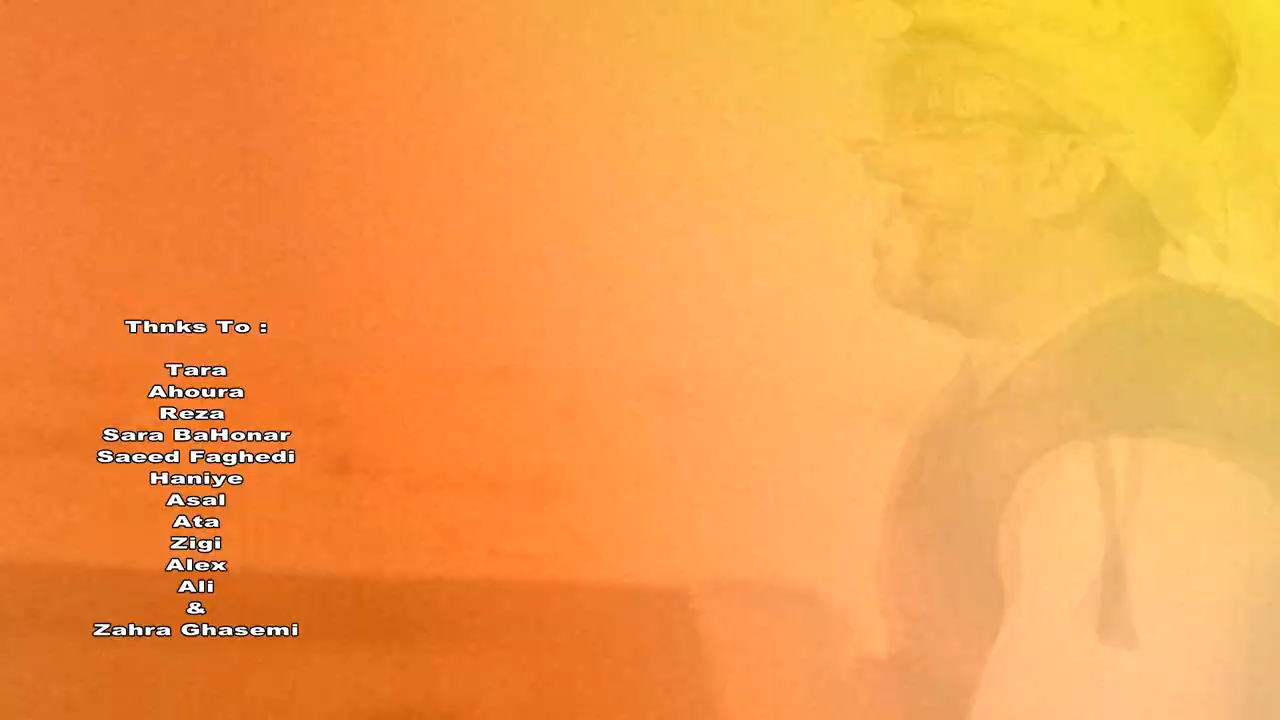 Thnks To :
Tara
Ahoura
Reza
Sara BaHonar
Saeed Faghedi
Haniye
Asal
Ata
Zigi
Alex
Ali
&
Zahra Ghasemi